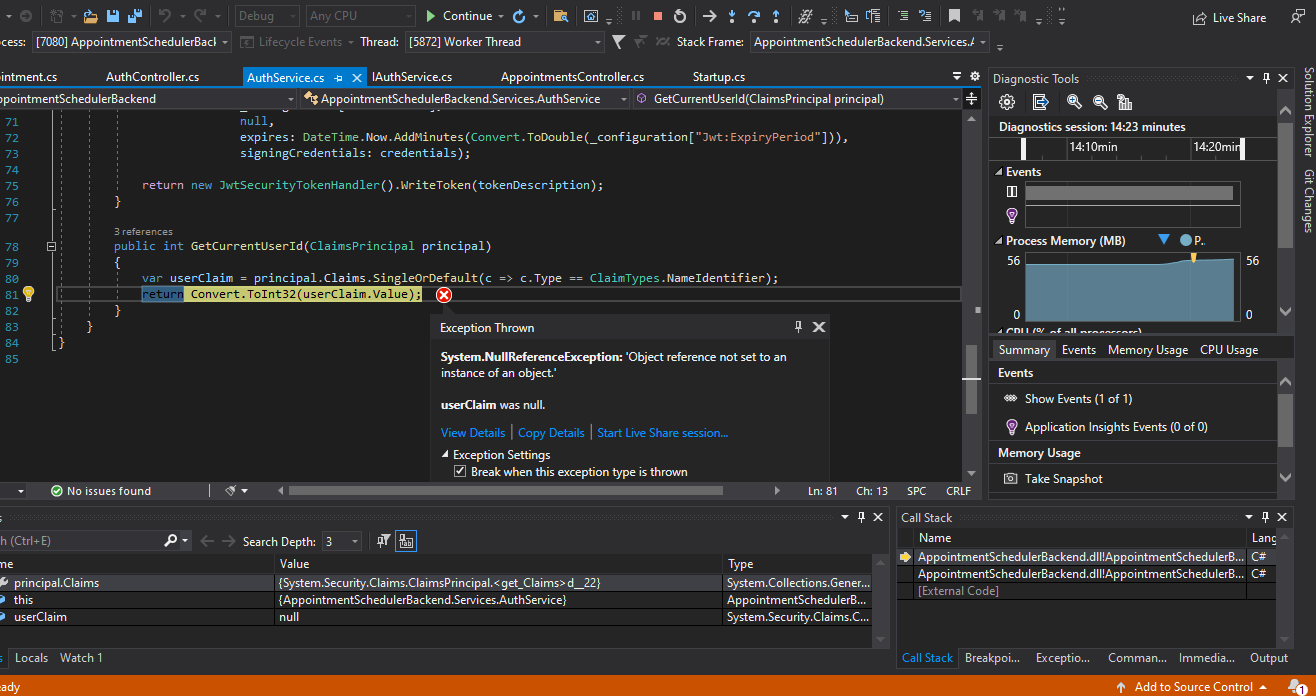 Debug Any CPU Continue Live Share
cess: [7080] AppointmentSchedulerBack Lifecycle Events Thread: [5872] Worker Thread Stack Frame: AppointmentSchedulerBackend.Services.A
intment.cs AuthController.cs AuthService.cs IAuthService.cs AppointmentsController.cs Startup.cs
ppointmentSchedulerBackend AppointmentSchedulerBackend.Services.AuthService GetCurrentUserId(ClaimsPrincipal principal)
71 null,
72 expires: DateTime.Now.AddMinutes(Convert.ToDouble(_configuration["Jwt:ExpiryPeriod"])),
73 signingCredentials: credentials);
74
75 return new JwtSecurityTokenHandler().WriteToken(tokenDescription);
76 }
77
3 references
78 public int GetCurrentUserId(ClaimsPrincipal principal)
79 {
80 var userClaim = principal.Claims.SingleOrDefault(c => c.Type == ClaimTypes.NameIdentifier);
81 return Convert.ToInt32(userClaim.Value);
82 }
83 }
84 }
85
Exception Thrown
System.NullReferenceException: 'Object reference not set to an
instance of an object.'
userClaim was null.
View Details | Copy Details | Start Live Share session...
Exception Settings
Break when this exception type is thrown
No issues found Ln: 81 Ch: 13 SPC CRLF
Diagnostic Tools
Diagnostics session: 14:23 minutes
14:10min 14:20min
Events
Process Memory (MB) P..
56 56
0 0
CPU (% of all processors)
Summary Events Memory Usage CPU Usage
Events
Show Events (1 of 1)
Application Insights Events (0 of 0)
Memory Usage
Take Snapshot
Solution Explorer
Git Changes
h (Ctrl+E) Search Depth: 3
me Value Type
principal.Claims {System.Security.Claims.ClaimsPrincipal.<get_Claims>d__22} System.Collections.Gener...
this {AppointmentSchedulerBackend.Services.AuthService} AppointmentSchedulerB...
userClaim null System.Security.Claims.C...
s Locals Watch 1
Call Stack
Name Lang
AppointmentSchedulerBackend.dll!AppointmentSchedulerB... C#
AppointmentSchedulerBackend.dll!AppointmentSchedulerB... C#
[External Code]
Call Stack Breakpoi... Exceptio... Comman... Immedia... Output
ady Add to Source Control 1